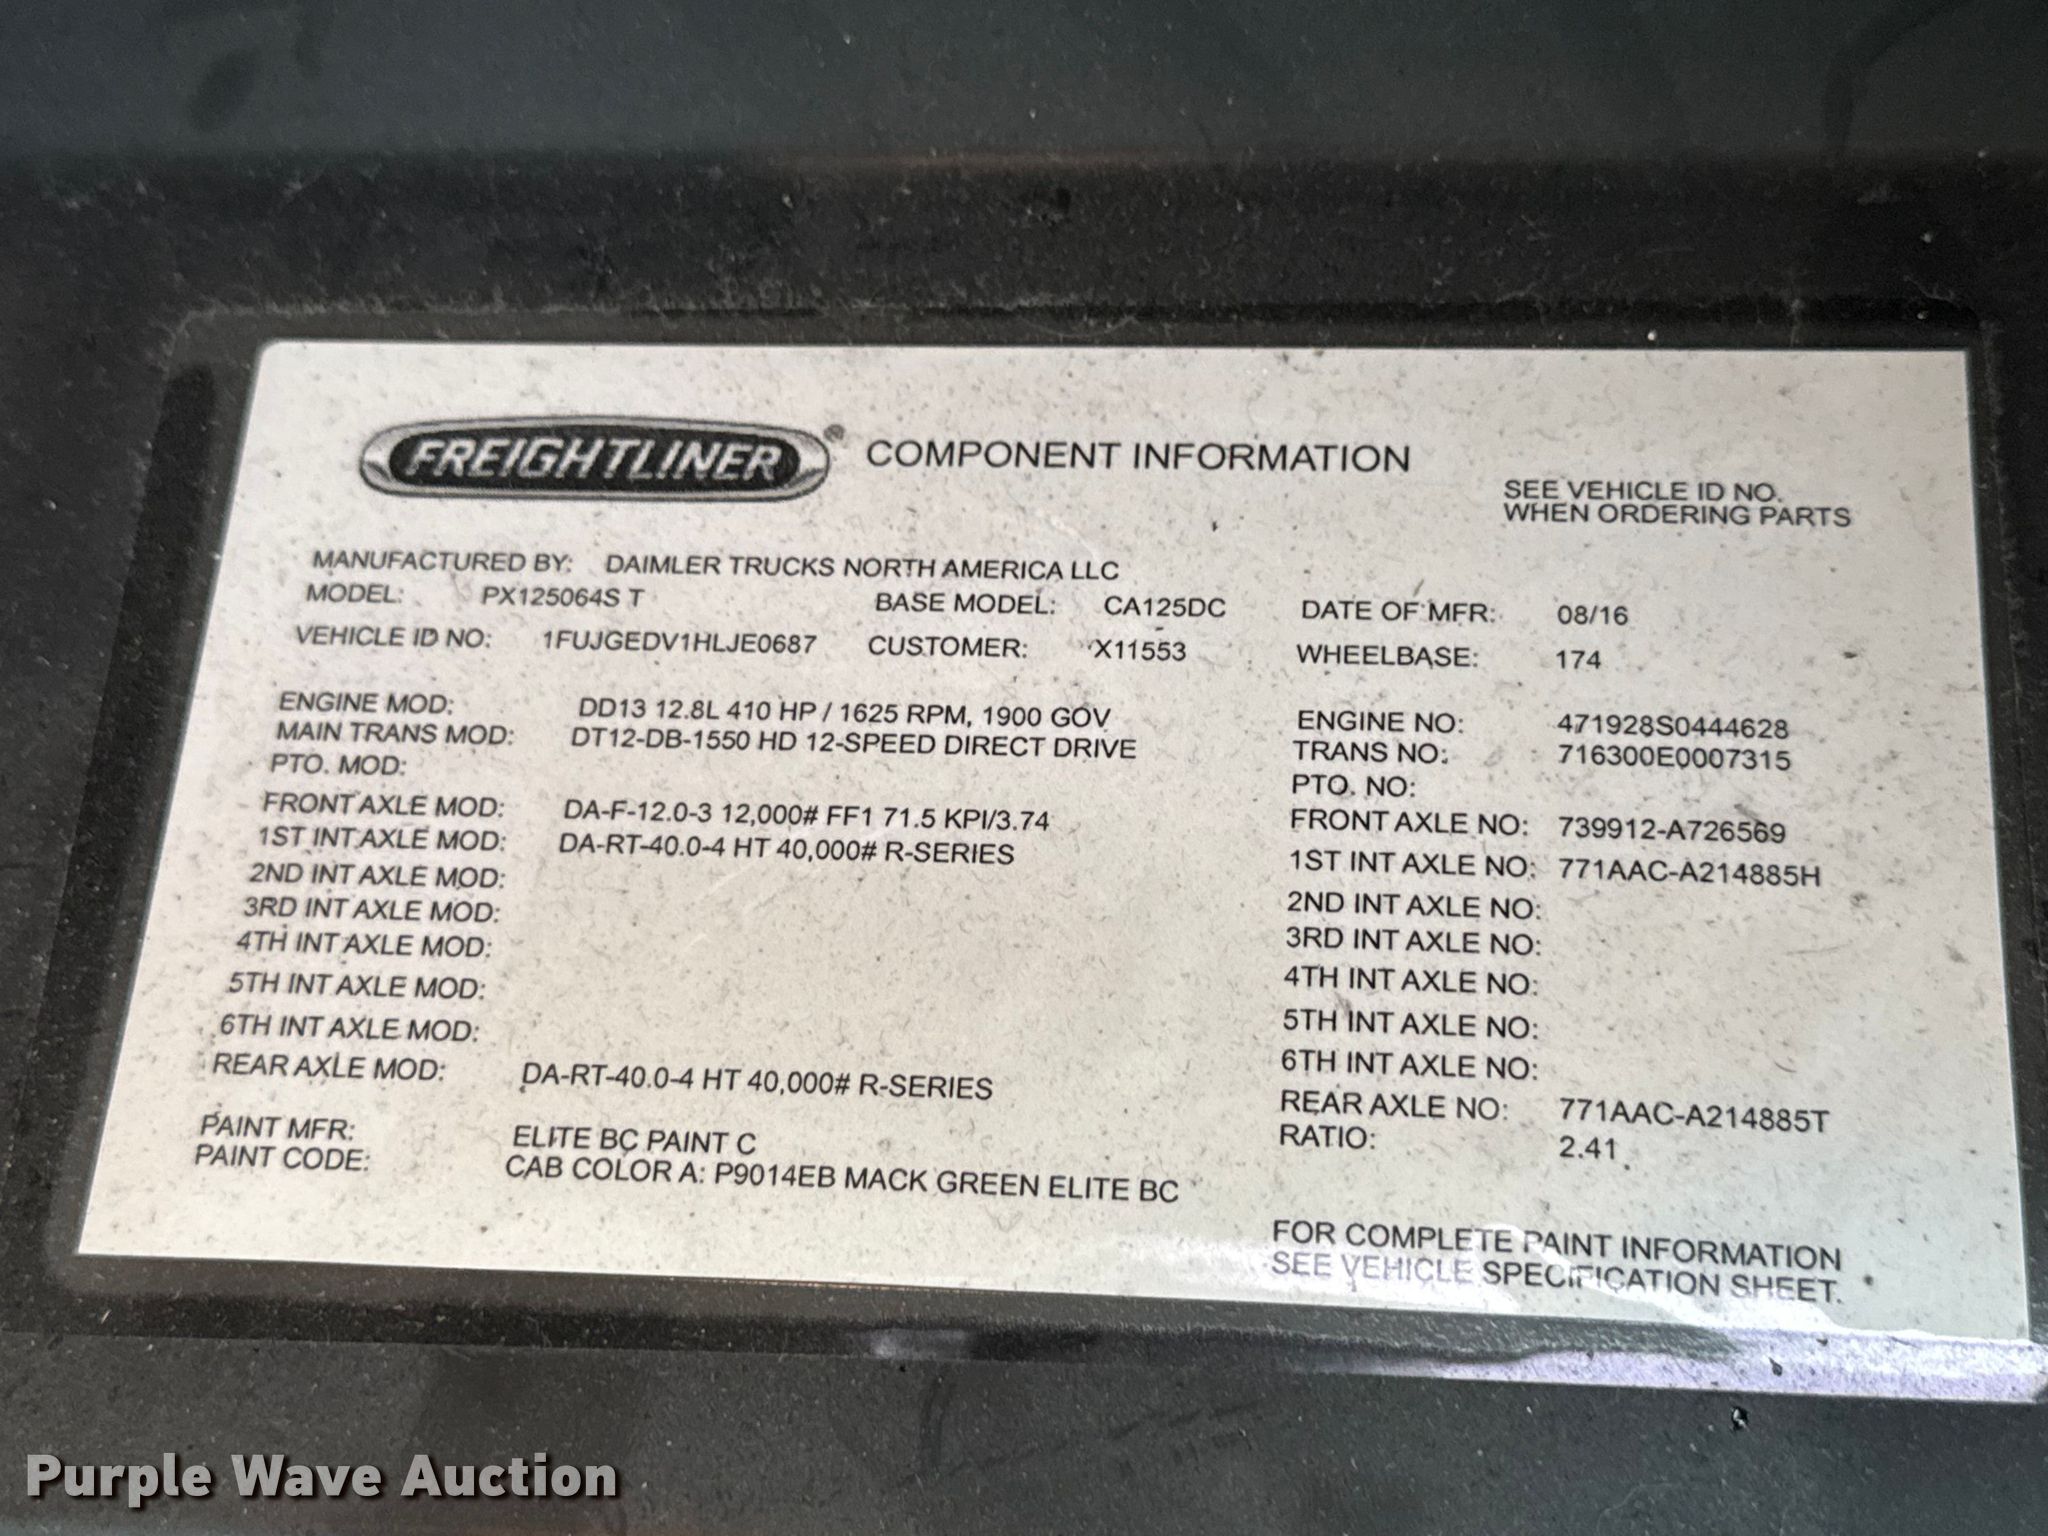 FREIGHTLINER® COMPONENT INFORMATION
SEE VEHICLE ID NO.
WHEN ORDERING PARTS
MANUFACTURED BY: DAIMLER TRUCKS NORTH AMERICA LLC
MODEL: PX125064S T BASE MODEL: CA125DC DATE OF MFR: 08/16
VEHICLE ID NO: 1FUJGEDV1HLJE0687 CUSTOMER: X11553 WHEELBASE: 174
ENGINE MOD: DD13 12.8L 410 HP / 1625 RPM, 1900 GOV ENGINE NO: 471928S0444628
MAIN TRANS MOD: DT12-DB-1550 HD 12-SPEED DIRECT DRIVE TRANS NO: 716300E0007315
PTO. MOD: PTO. NO:
FRONT AXLE MOD: DA-F-12.0-3 12,000# FF1 71.5 KPI/3.74 FRONT AXLE NO: 739912-A726569
1ST INT AXLE MOD: DA-RT-40.0-4 HT 40,000# R-SERIES 1ST INT AXLE NO: 771AAC-A214885H
2ND INT AXLE MOD: 2ND INT AXLE NO:
3RD INT AXLE MOD: 3RD INT AXLE NO:
4TH INT AXLE MOD: 4TH INT AXLE NO:
5TH INT AXLE MOD: 5TH INT AXLE NO:
6TH INT AXLE MOD: 6TH INT AXLE NO:
REAR AXLE MOD: DA-RT-40.0-4 HT 40,000# R-SERIES REAR AXLE NO: 771AAC-A214885T
RATIO: 2.41
PAINT MFR: ELITE BC PAINT C
PAINT CODE: CAB COLOR A: P9014EB MACK GREEN ELITE BC
FOR COMPLETE PAINT INFORMATION
SEE VEHICLE SPECIFICATION SHEET.
Purple Wave Auction